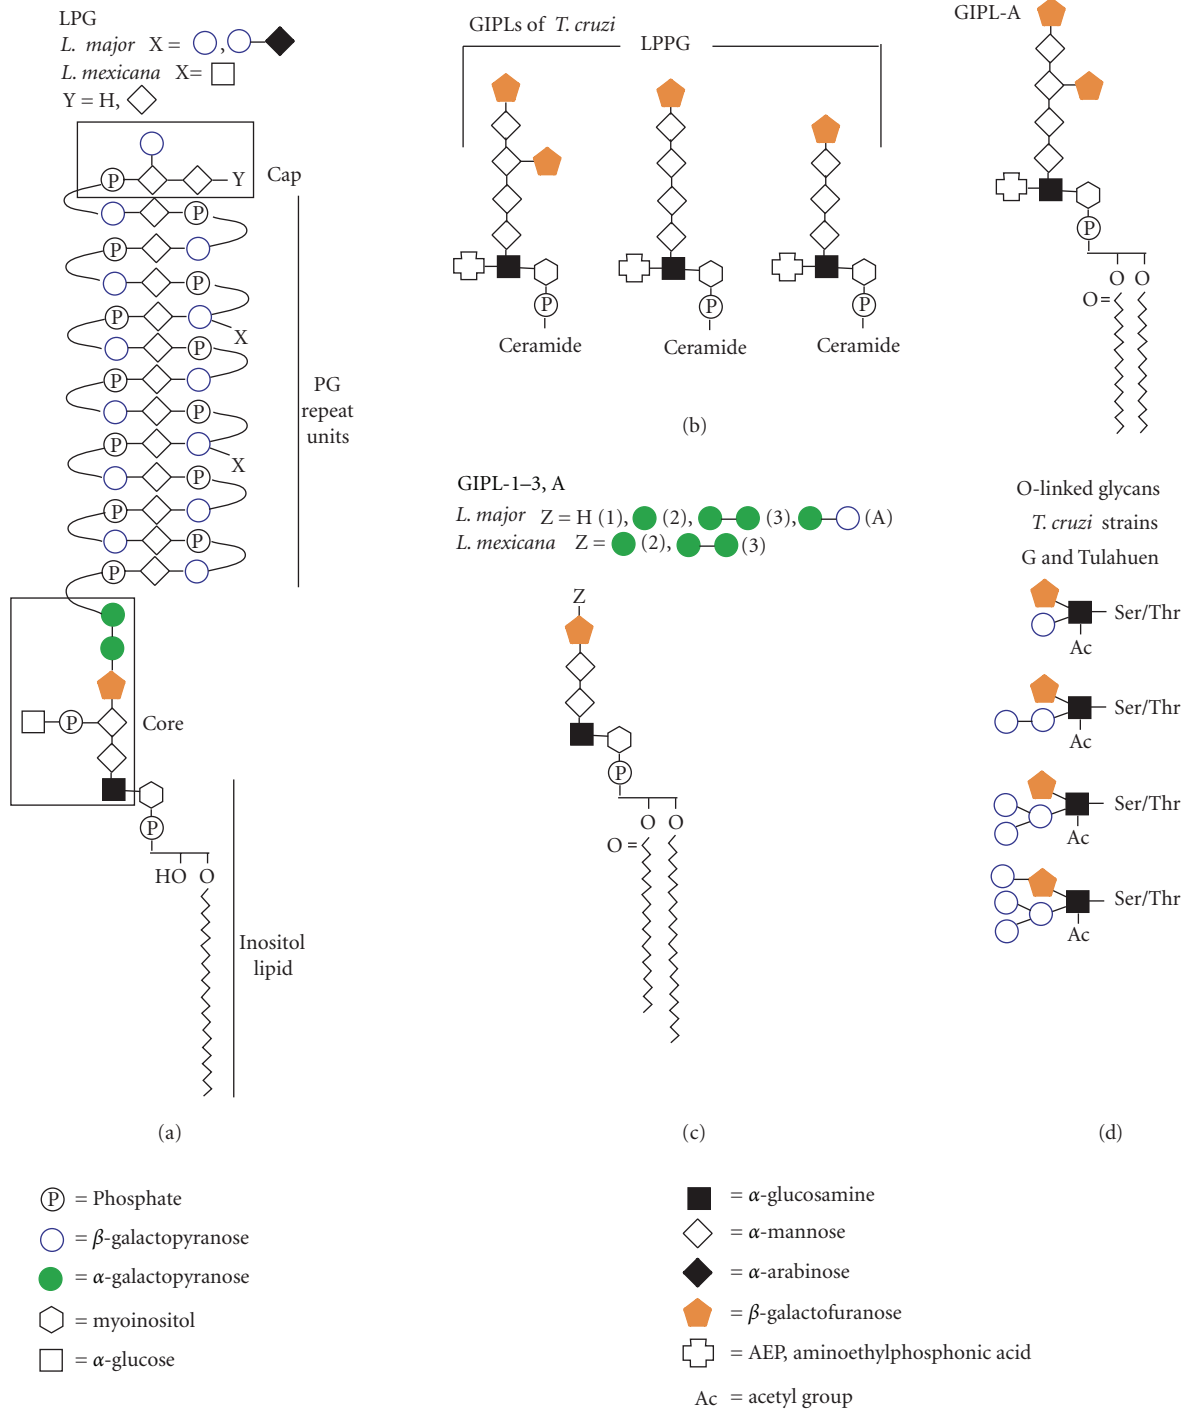 LPG
L. major X = ,
L. mexicana X=
Y = H,
P
Y
Cap
P
P
P
P
X
P
P
P
P
X
P
P
P
P
PG
repeat
units
P
Core
P
HO O
Inositol
lipid
(a)
GIPLs of T. cruzi
LPPG
P
P
P
Ceramide
Ceramide
Ceramide
(b)
GIPL-1–3, A
L. major Z = H (1), (2), (3), (A)
L. mexicana Z = (2), (3)
Z
P
O O
O =
(c)
GIPL-A
P
O O
O =
O-linked glycans
T. cruzi strains
G and Tulahuen
Ser/Thr
Ac
Ser/Thr
Ac
Ser/Thr
Ac
Ser/Thr
Ac
(d)
P = Phosphate
= β-galactopyranose
= α-galactopyranose
= myoinositol
= α-glucose
= α-glucosamine
= α-mannose
= α-arabinose
= β-galactofuranose
= AEP, aminoethylphosphonic acid
Ac = acetyl group